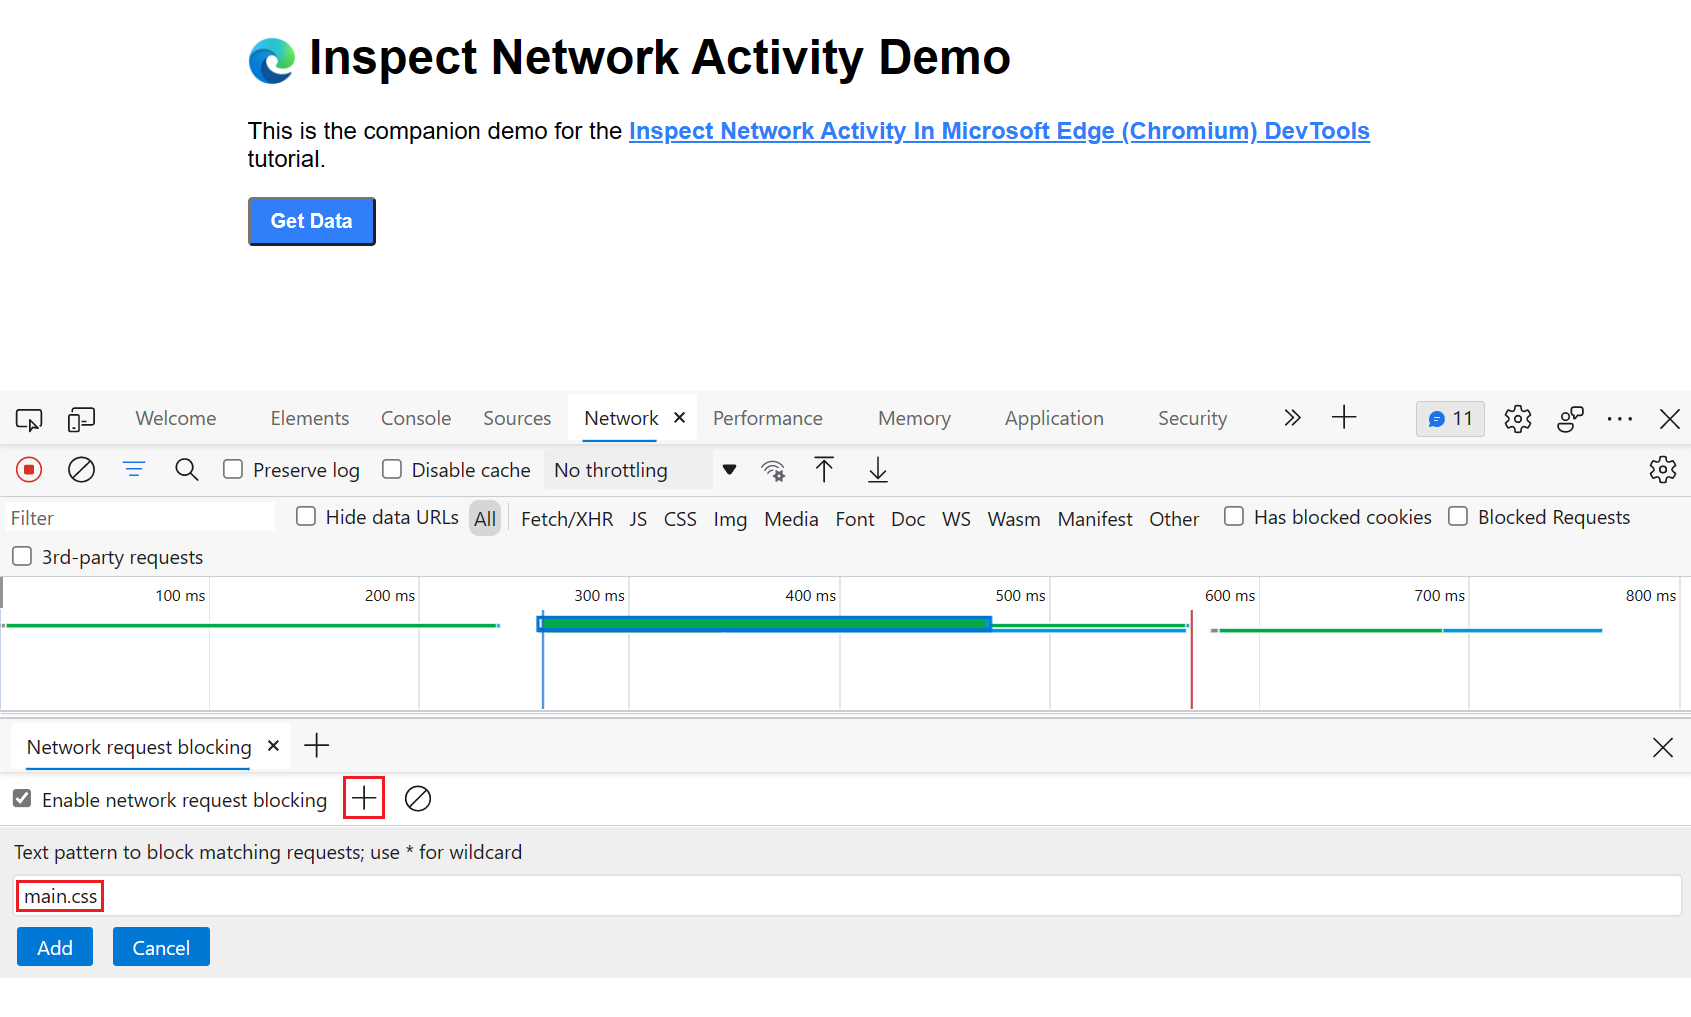 Inspect Network Activity Demo
This is the companion demo for the Inspect Network Activity In Microsoft Edge (Chromium) DevTools
tutorial.
Get Data
Welcome Elements Console Sources Network Performance Memory Application Security 11
Preserve log Disable cache No throttling
Filter Hide data URLs All Fetch/XHR JS CSS Img Media Font Doc WS Wasm Manifest Other Has blocked cookies Blocked Requests
3rd-party requests
100 ms 200 ms 300 ms 400 ms 500 ms 600 ms 700 ms 800 ms
Network request blocking
Enable network request blocking
Text pattern to block matching requests; use * for wildcard
main.css
Add Cancel